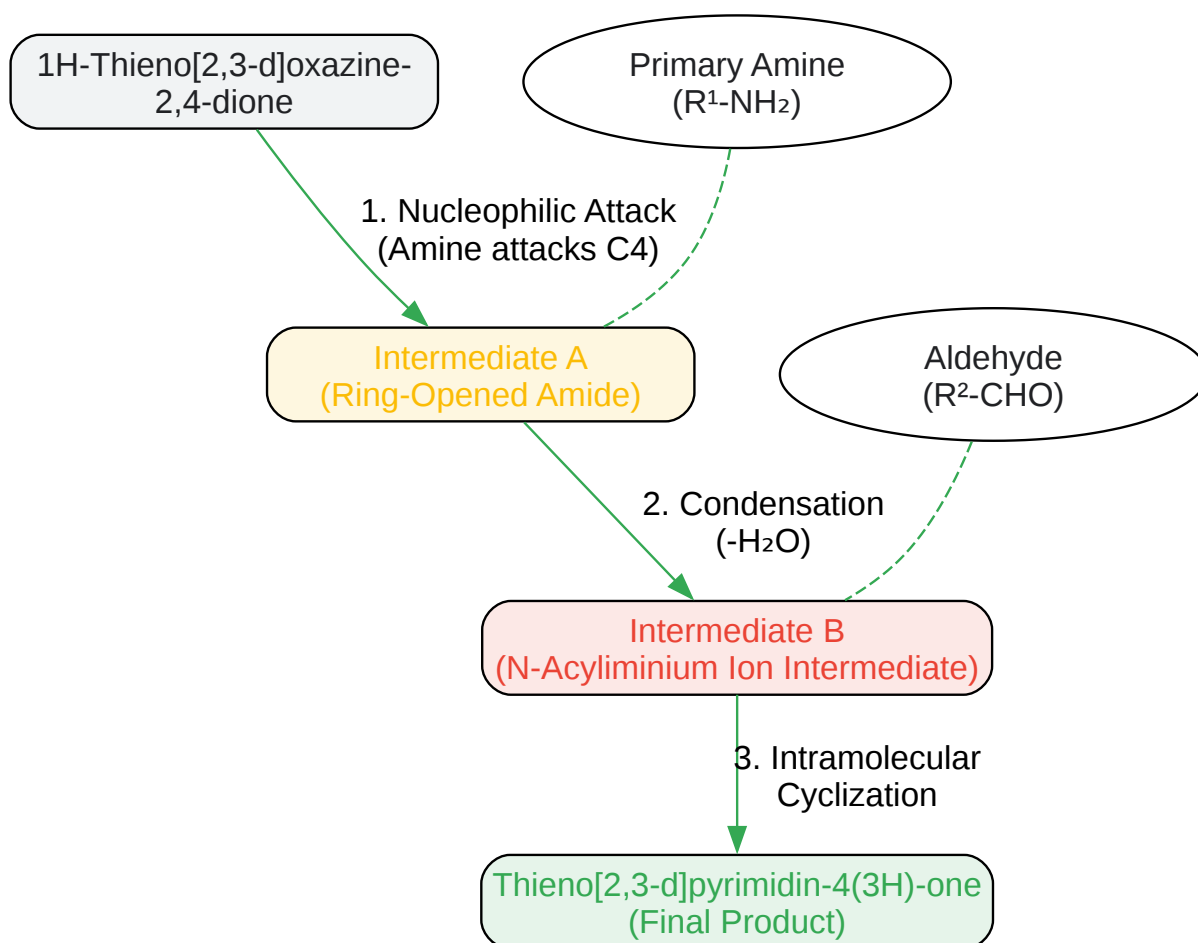 1H-Thieno[2,3-d]oxazine-
2,4-dione
Primary Amine
(R¹-NH₂)
1. Nucleophilic Attack
(Amine attacks C4)
Intermediate A
(Ring-Opened Amide)
Aldehyde
(R²-CHO)
2. Condensation
(-H₂O)
Intermediate B
(N-Acyliminium Ion Intermediate)
3. Intramolecular
Cyclization
Thieno[2,3-d]pyrimidin-4(3H)-one
(Final Product)